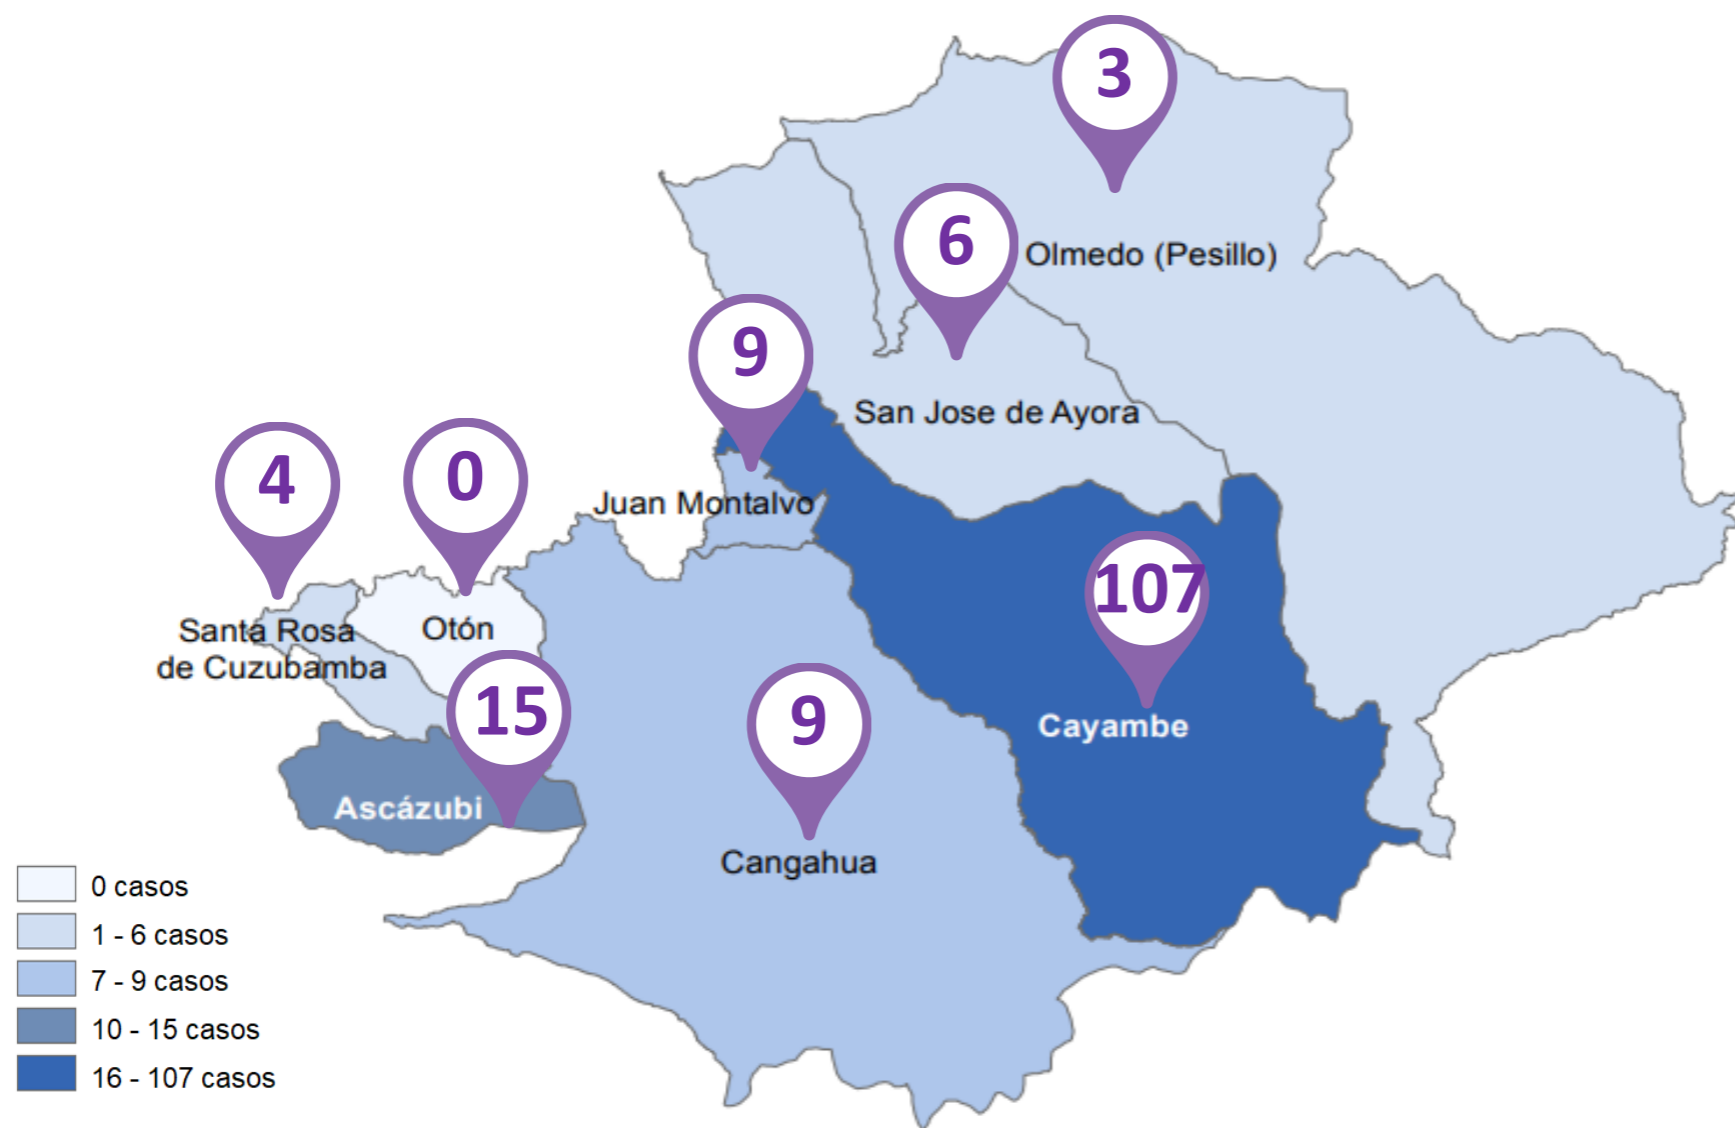 3
6
Olmedo (Pesillo)
9
San Jose de Ayora
4
0
Juan Montalvo
107
Santa Rosa
de Cuzubamba
Otón
15
9
Cayambe
Ascázubi
Cangahua
0 casos
1 - 6 casos
7 - 9 casos
10 - 15 casos
16 - 107 casos